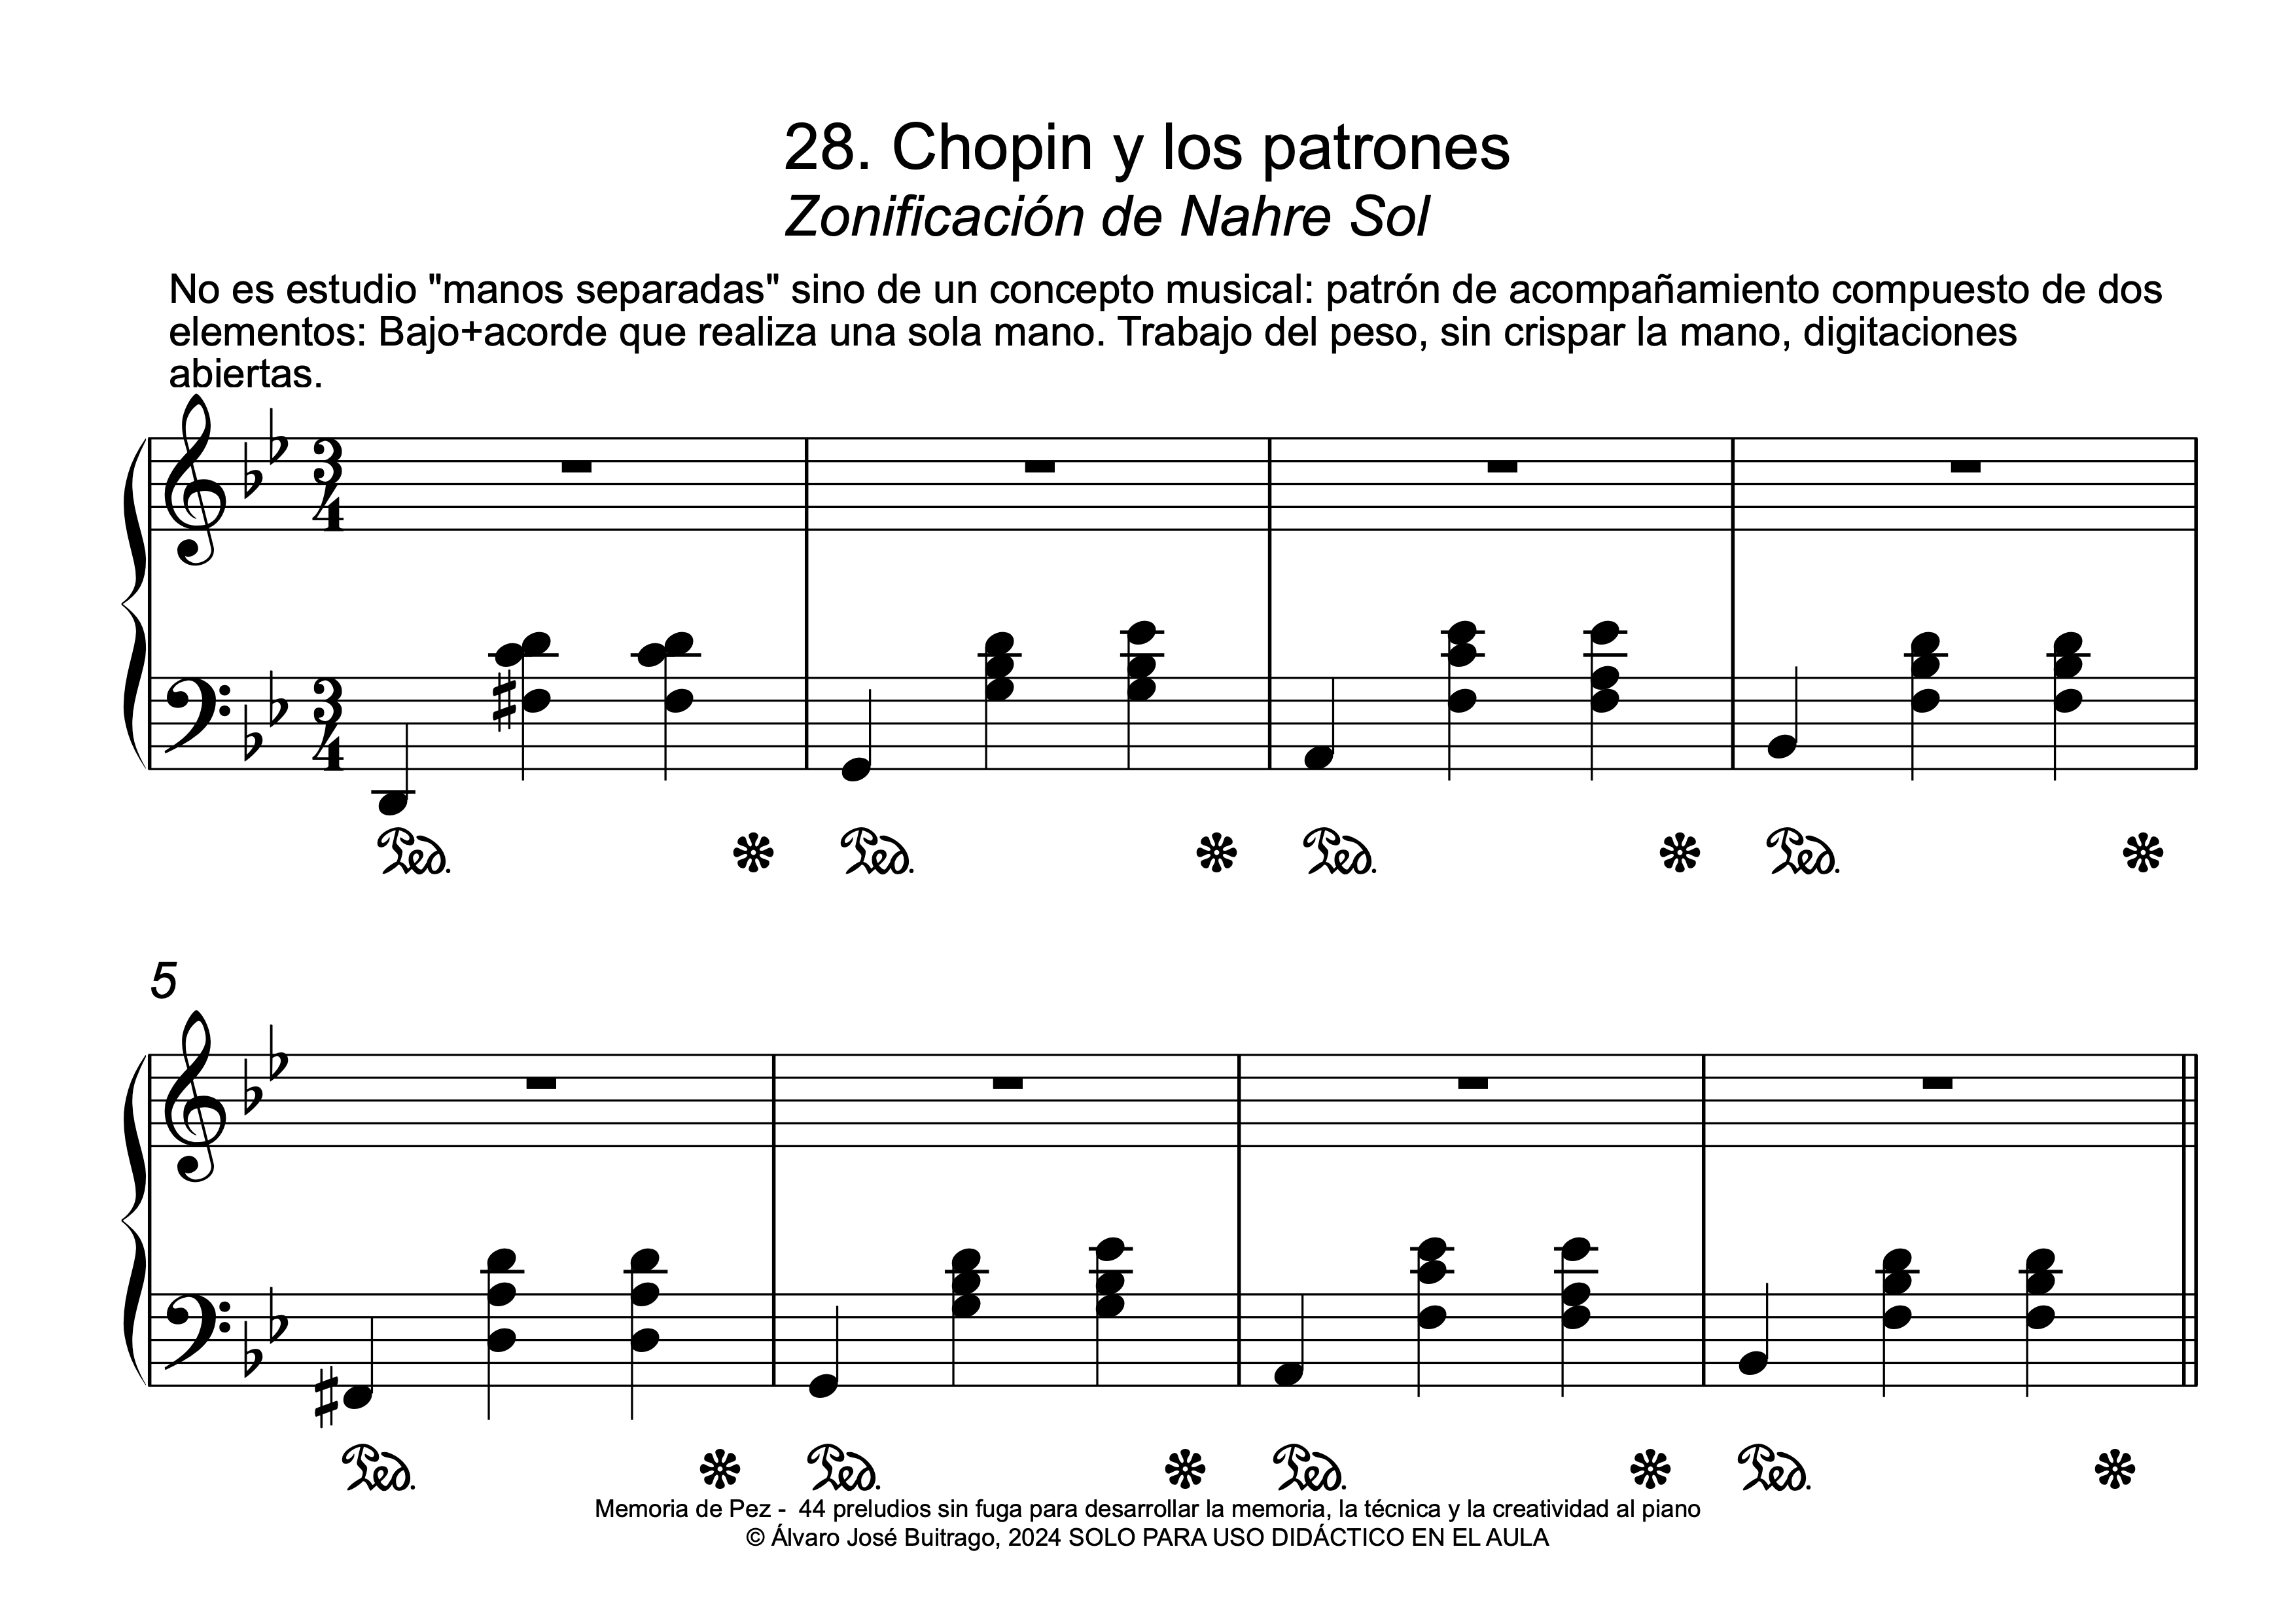 28. Chopin y los patrones
Zonificación de Nahre Sol
No es estudio "manos separadas" sino de un concepto musical: patrón de acompañamiento compuesto de dos
elementos: Bajo+acorde que realiza una sola mano. Trabajo del peso, sin crispar la mano, digitaciones
abiertas.
3
4
3
4
Ped. Ped. Ped. Ped.
5
Ped. Ped. Ped. Ped.
Memoria de Pez -  44 preludios sin fuga para desarrollar la memoria, la técnica y la creatividad al piano
© Álvaro José Buitrago, 2024 SOLO PARA USO DIDÁCTICO EN EL AULA